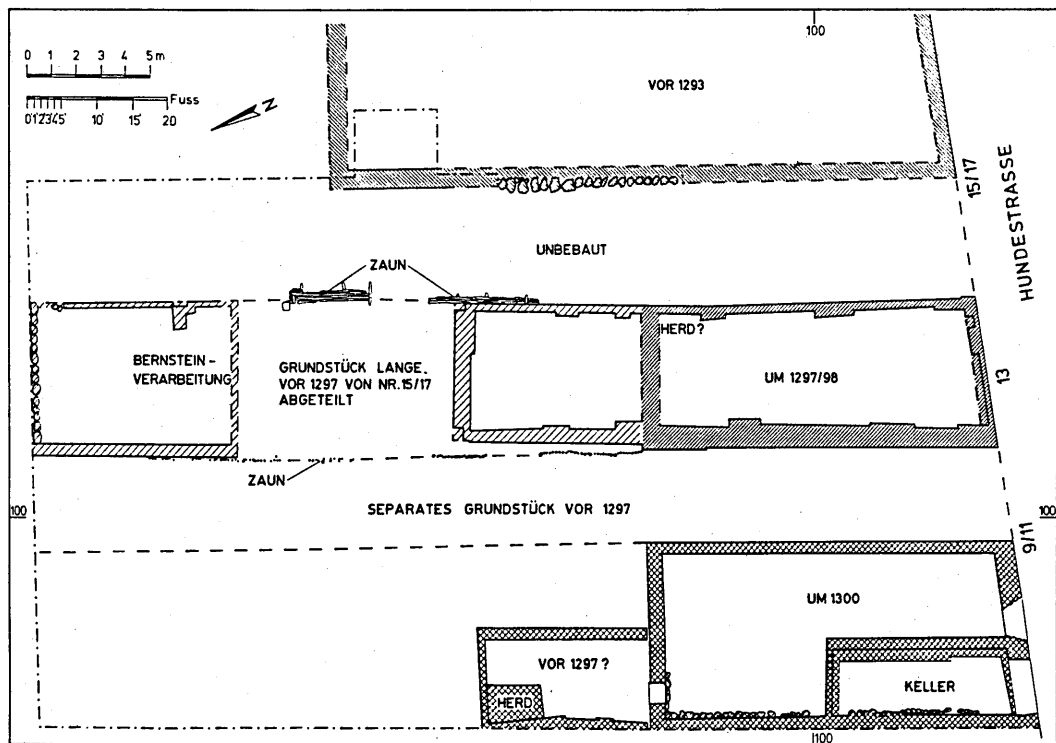 100
0 1 2 3 4 5 m
VOR 1293
Fuss
0 1' 2' 3' 4' 5' 10' 15' 20
N
15/17
HUNDESTRASSE
UNBEBAUT
ZAUN
HERD?
BERNSTEIN-
VERARBEITUNG
GRUNDSTÜCK LANGE.
VOR 1297 VON NR.15/17
ABGETEILT
UM 1297/98
13
ZAUN
SEPARATES GRUNDSTÜCK VOR 1297
100
100
9/11
UM 1300
VOR 1297 ?
HERD
KELLER
100